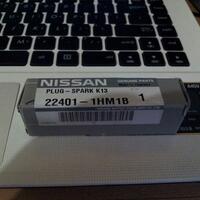 NISSAN
GENUINE PARTS
PLUG-SPARK K13
22401-1HM1B 1